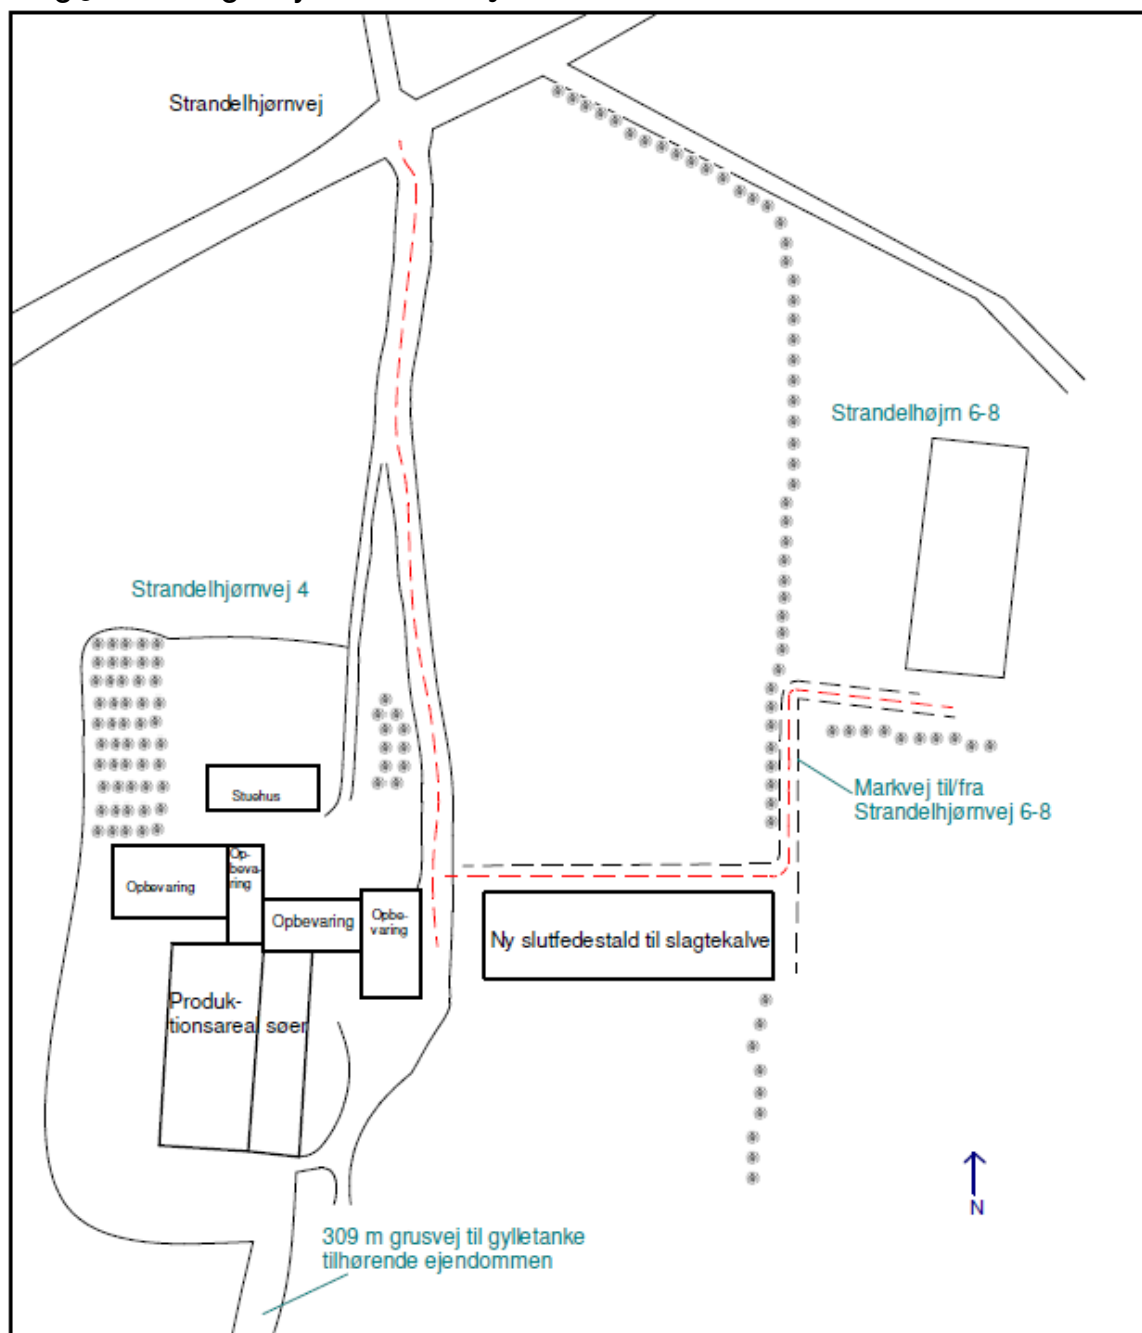 Strandelhjørnvej
Strandelhøjrn 6-8
Strandelhjørnvej 4
Markvej til/fra
Strandelhjørnvej 6-8
Stuehus
Opbevaring
Op-
beva-
ring
Opbevaring
Opbe-
varing
Ny slutfedestald til slagtekalve
Produk-
tionsareal søer
N
309 m grusvej til gylletanke
tilhørende ejendommen